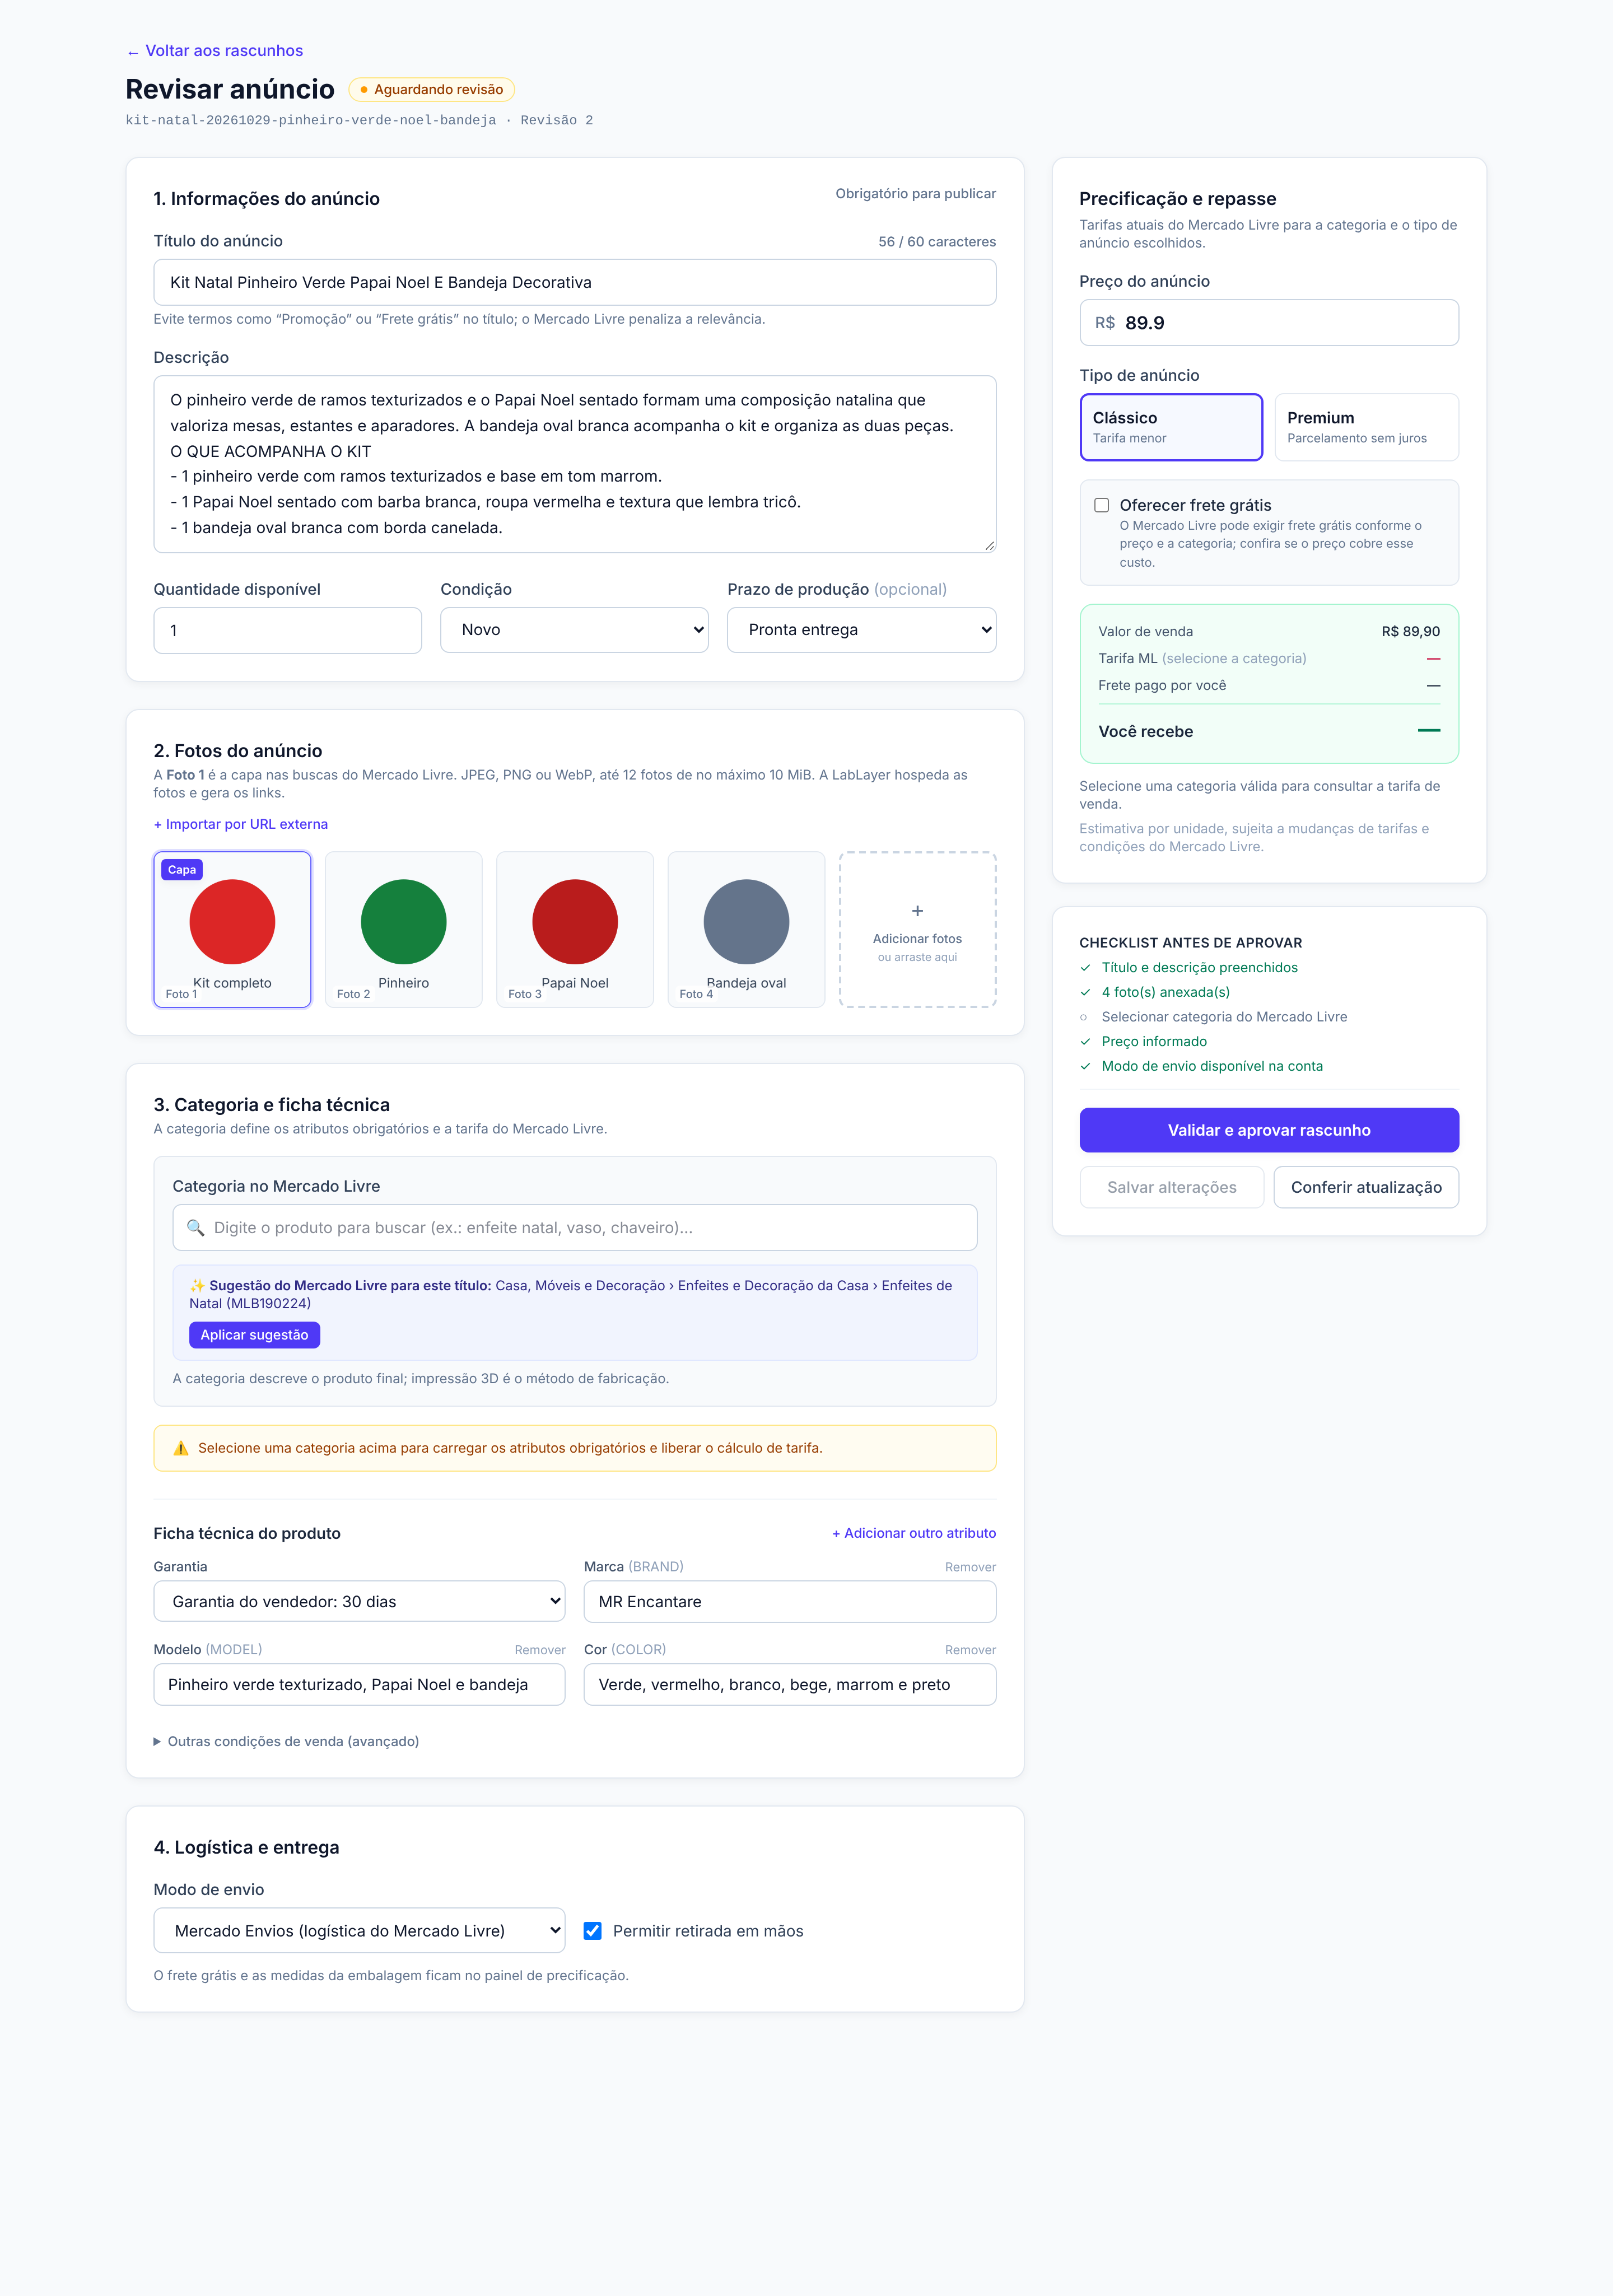 ← Voltar aos rascunhos
Revisar anúncio
Aguardando revisão
kit-natal-20261029-pinheiro-verde-noel-bandeja · Revisão 2
1. Informações do anúncio
Obrigatório para publicar
Título do anúncio
56 / 60 caracteres
Kit Natal Pinheiro Verde Papai Noel E Bandeja Decorativa
Evite termos como “Promoção” ou “Frete grátis” no título; o Mercado Livre penaliza a relevância.
Descrição
O pinheiro verde de ramos texturizados e o Papai Noel sentado formam uma composição natalina que
valoriza mesas, estantes e aparadores. A bandeja oval branca acompanha o kit e organiza as duas peças.
O QUE ACOMPANHA O KIT
- 1 pinheiro verde com ramos texturizados e base em tom marrom.
- 1 Papai Noel sentado com barba branca, roupa vermelha e textura que lembra tricô.
- 1 bandeja oval branca com borda canelada.
Quantidade disponível
Condição
Prazo de produção (opcional)
1
Novo
Pronta entrega
2. Fotos do anúncio
A Foto 1 é a capa nas buscas do Mercado Livre. JPEG, PNG ou WebP, até 12 fotos de no máximo 10 MiB. A LabLayer hospeda as
fotos e gera os links.
+ Importar por URL externa
Capa
Kit completo
Foto 1
Pinheiro
Foto 2
Papai Noel
Foto 3
Bandeja oval
Foto 4
+
Adicionar fotos
ou arraste aqui
3. Categoria e ficha técnica
A categoria define os atributos obrigatórios e a tarifa do Mercado Livre.
Categoria no Mercado Livre
🔍 Digite o produto para buscar (ex.: enfeite natal, vaso, chaveiro)...
✨ Sugestão do Mercado Livre para este título: Casa, Móveis e Decoração › Enfeites e Decoração da Casa › Enfeites de
Natal (MLB190224)
Aplicar sugestão
A categoria descreve o produto final; impressão 3D é o método de fabricação.
⚠️ Selecione uma categoria acima para carregar os atributos obrigatórios e liberar o cálculo de tarifa.
Ficha técnica do produto
+ Adicionar outro atributo
Garantia
Marca (BRAND)
Remover
Garantia do vendedor: 30 dias
MR Encantare
Modelo (MODEL)
Remover
Cor (COLOR)
Remover
Pinheiro verde texturizado, Papai Noel e bandeja
Verde, vermelho, branco, bege, marrom e preto
▶ Outras condições de venda (avançado)
4. Logística e entrega
Modo de envio
Mercado Envios (logística do Mercado Livre)
Permitir retirada em mãos
O frete grátis e as medidas da embalagem ficam no painel de precificação.
Precificação e repasse
Tarifas atuais do Mercado Livre para a categoria e o tipo de
anúncio escolhidos.
Preço do anúncio
R$ 89.9
Tipo de anúncio
Clássico
Tarifa menor
Premium
Parcelamento sem juros
Oferecer frete grátis
O Mercado Livre pode exigir frete grátis conforme o
preço e a categoria; confira se o preço cobre esse
custo.
Valor de venda
R$ 89,90
Tarifa ML (selecione a categoria)
—
Frete pago por você
—
Você recebe
—
Selecione uma categoria válida para consultar a tarifa de
venda.
Estimativa por unidade, sujeita a mudanças de tarifas e
condições do Mercado Livre.
CHECKLIST ANTES DE APROVAR
✓ Título e descrição preenchidos
✓ 4 foto(s) anexada(s)
○ Selecionar categoria do Mercado Livre
✓ Preço informado
✓ Modo de envio disponível na conta
Validar e aprovar rascunho
Salvar alterações
Conferir atualização